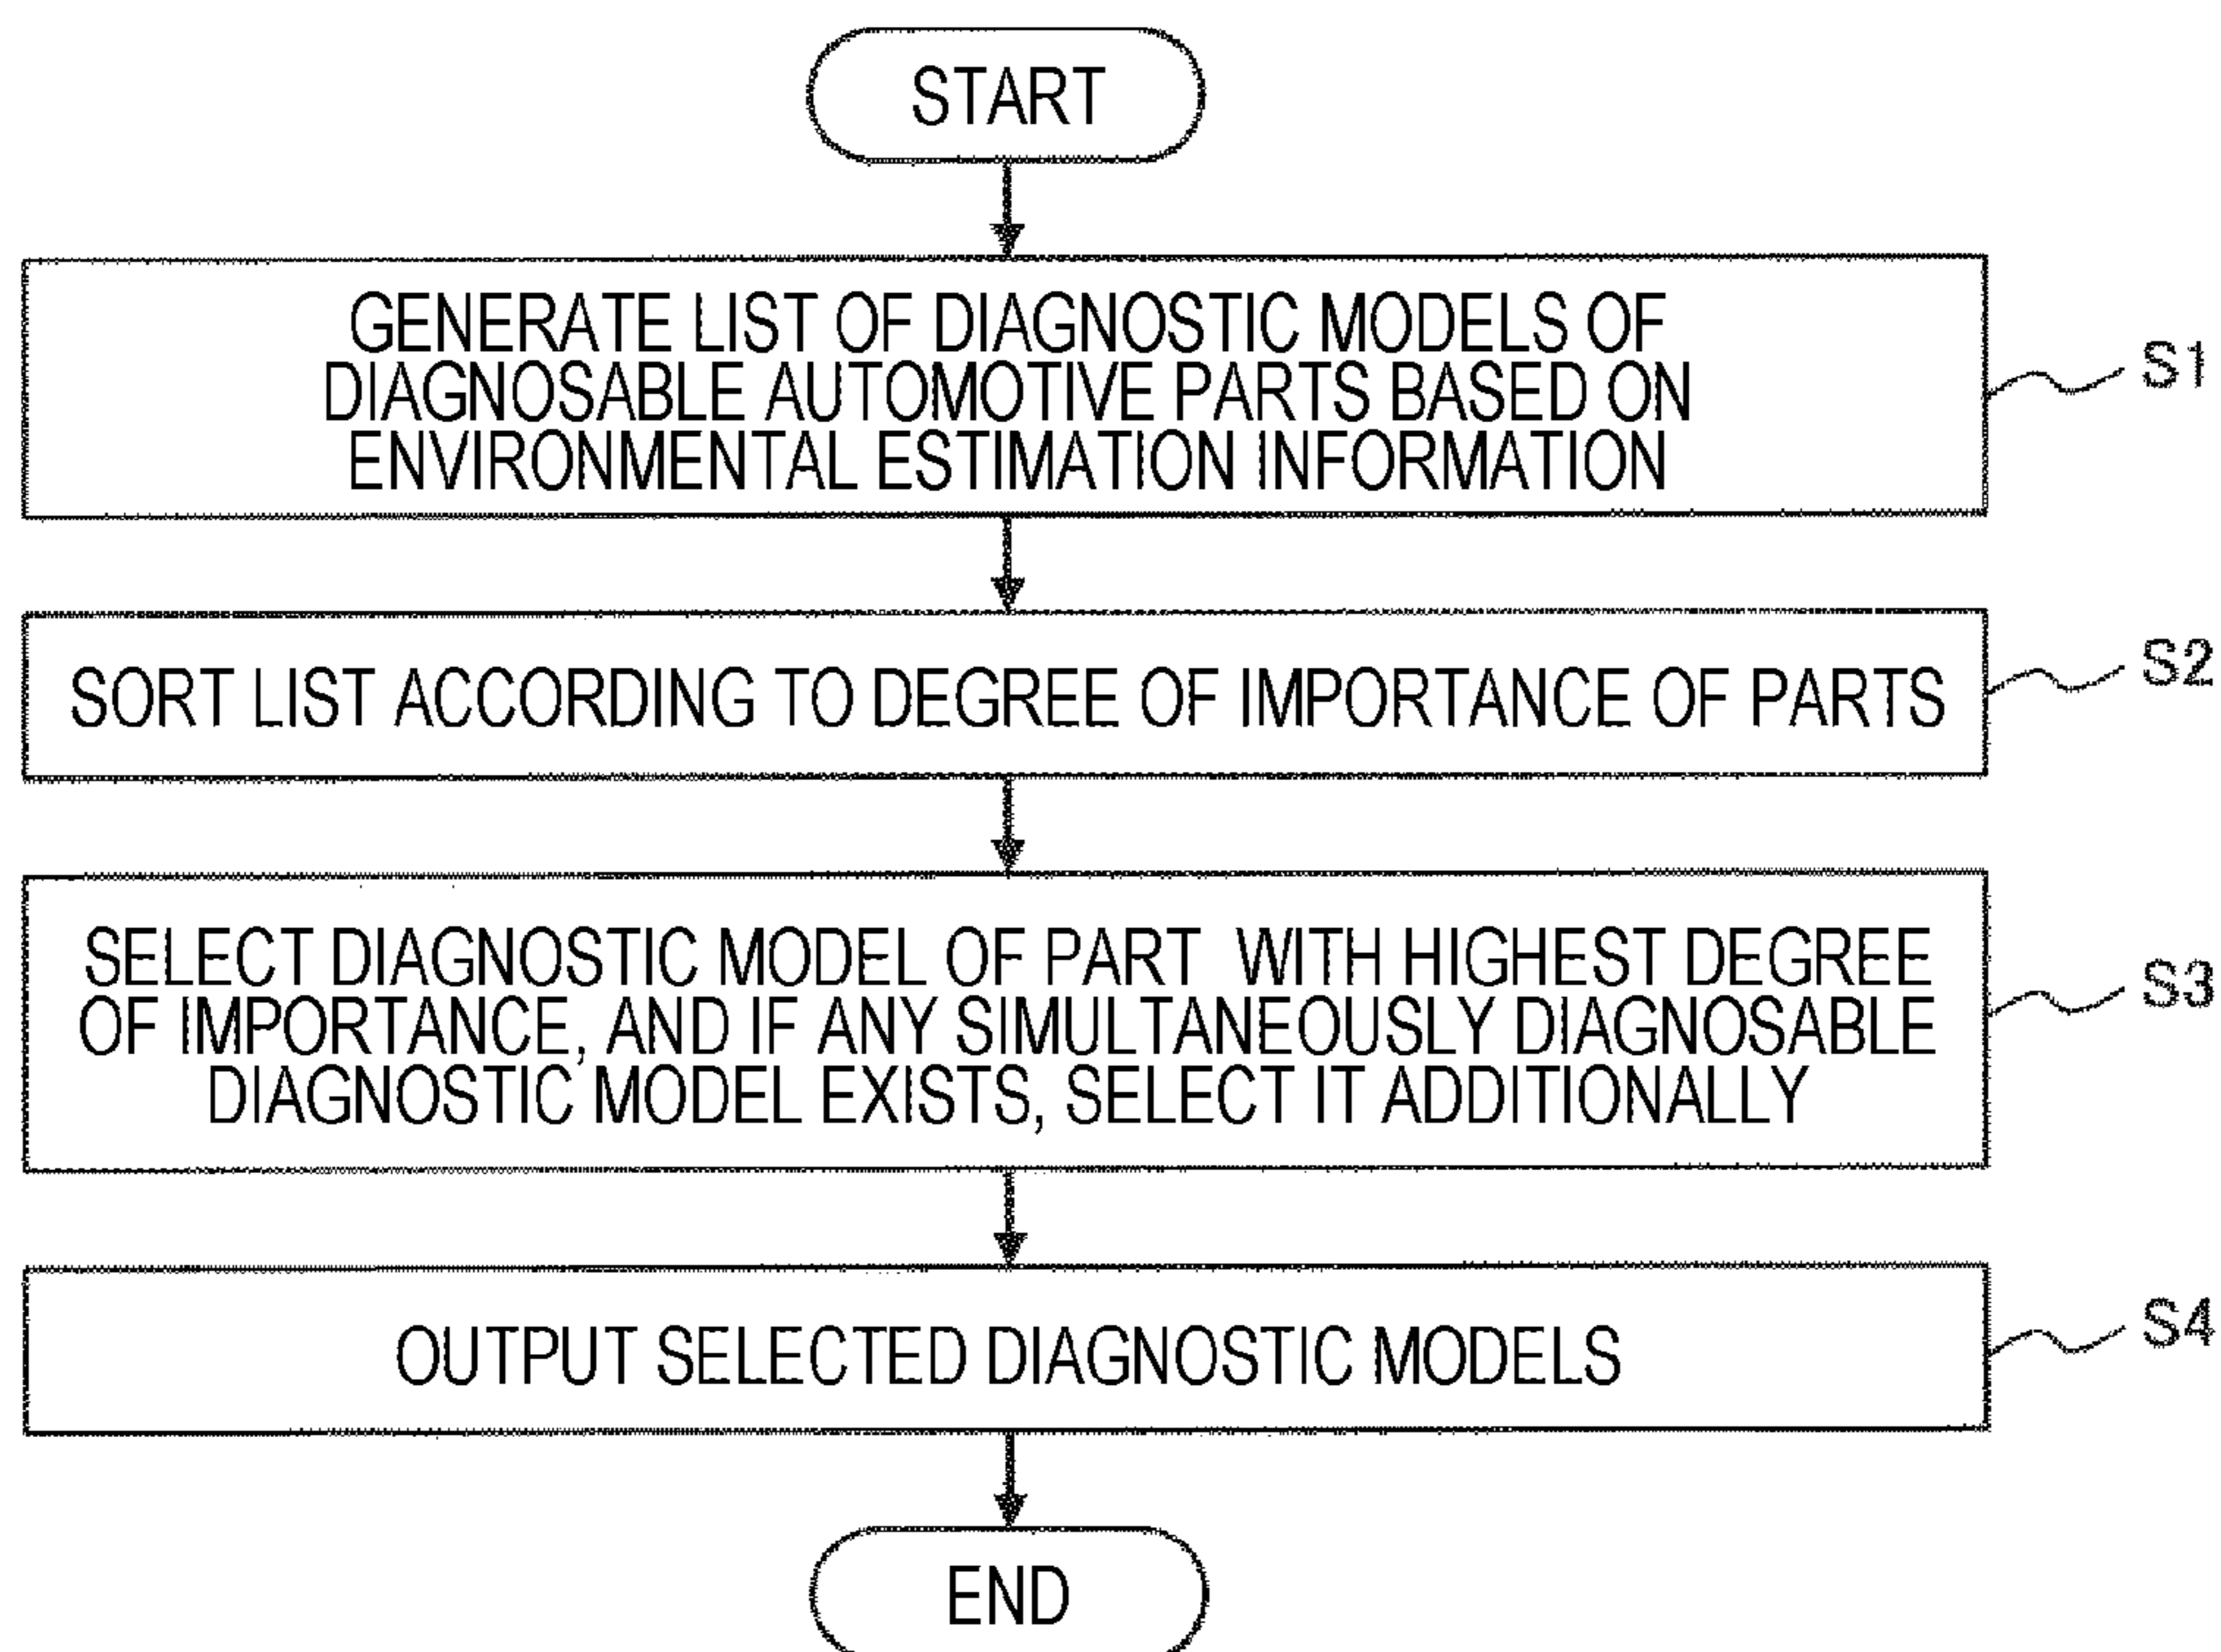 START
GENERATE LIST OF DIAGNOSTIC MODELS OF
DIAGNOSABLE AUTOMOTIVE PARTS BASED ON
ENVIRONMENTAL ESTIMATION INFORMATION
S1
SORT LIST ACCORDING TO DEGREE OF IMPORTANCE OF PARTS
S2
SELECT DIAGNOSTIC MODEL OF PART WITH HIGHEST DEGREE
OF IMPORTANCE, AND IF ANY SIMULTANEOUSLY DIAGNOSABLE
DIAGNOSTIC MODEL EXISTS, SELECT IT ADDITIONALLY
S3
OUTPUT SELECTED DIAGNOSTIC MODELS
S4
END